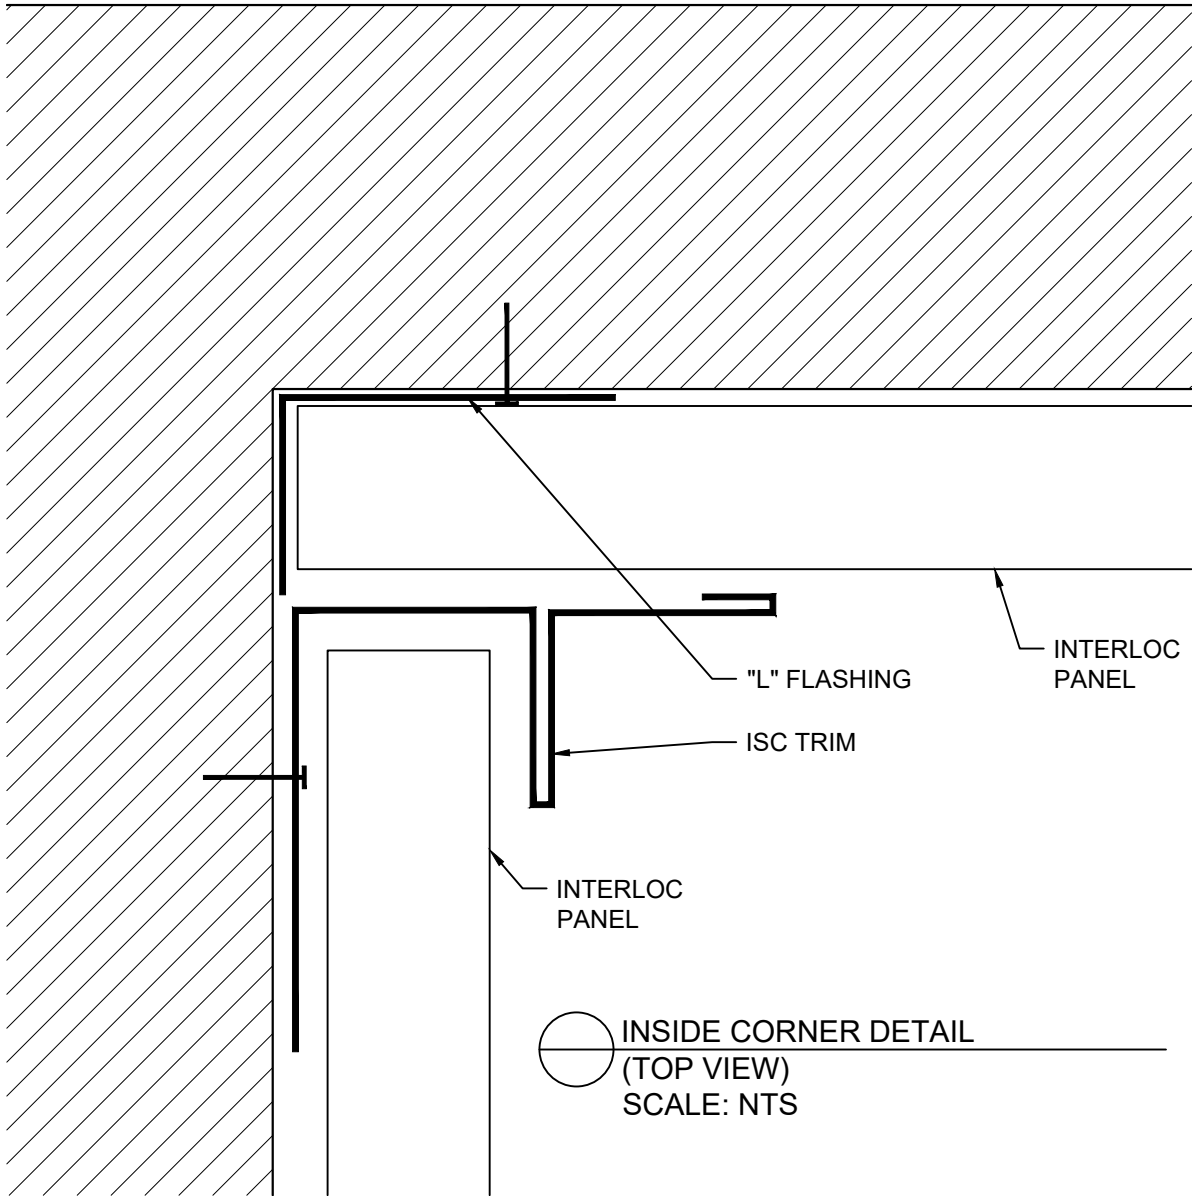 INTERLOC
PANEL
"L" FLASHING
ISC TRIM
INTERLOC
PANEL
INSIDE CORNER DETAIL
(TOP VIEW)
SCALE: NTS